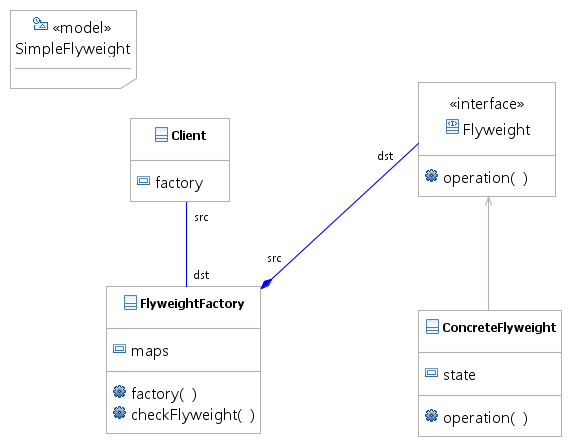 «model»
SimpleFlyweight
Client
factory
src
dst
FlyweightFactory
maps
factory( )
checkFlyweight( )
src
dst
«interface»
Flyweight
operation( )
ConcreteFlyweight
state
operation( )